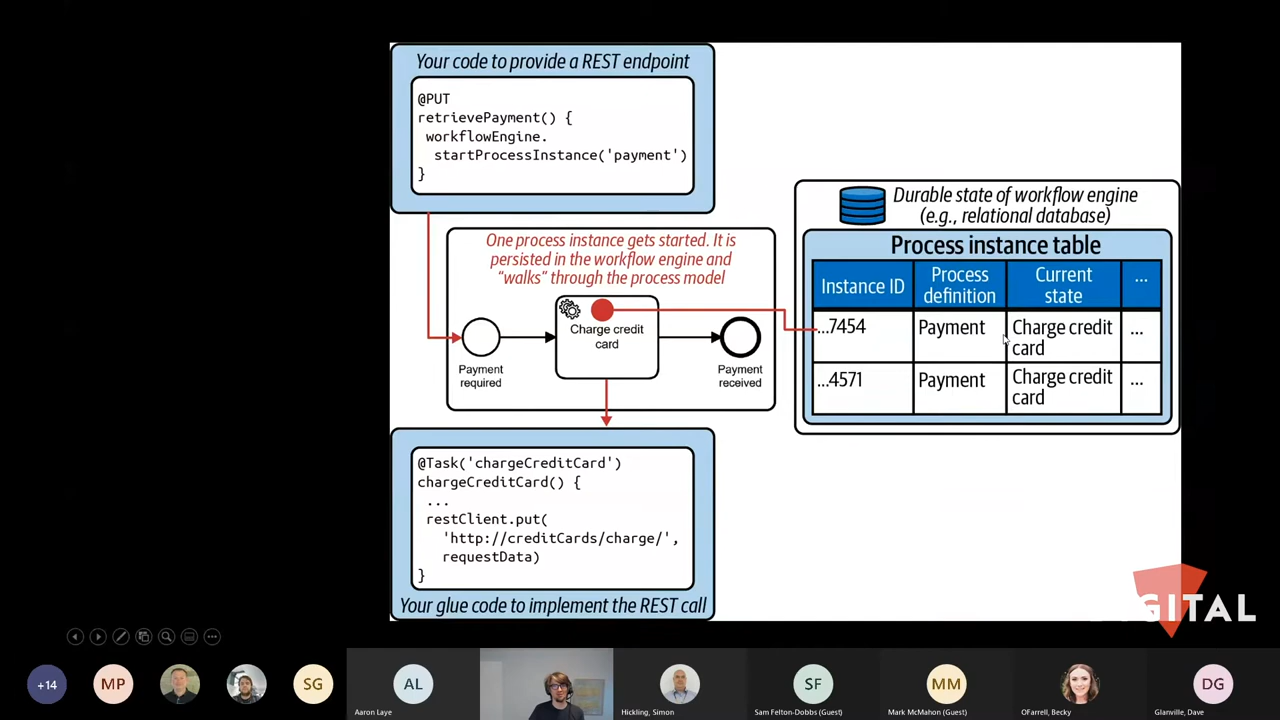 Your code to provide a REST endpoint
@PUT
retrievePayment() {
workflowEngine.
startProcessInstance('payment')
}
One process instance gets started. It is
persisted in the workflow engine and
“walks” through the process model
Charge credit
card
Payment
required
Payment
received
Durable state of workflow engine
(e.g., relational database)
Process instance table
Instance ID
Process
definition
Current
state
...
...7454
Payment
Charge credit
card
...
...4571
Payment
Charge credit
card
...
@Task('chargeCreditCard')
chargeCreditCard() {
...
restClient.put(
'http://creditCards/charge/',
requestData)
}
Your glue code to implement the REST call
GITAL
+14
MP
SG
AL
Aaron Laye
Hickling, Simon
SF
Sam Felton-Dobbs (Guest)
MM
Mark McMahon (Guest)
OFarrell, Becky
DG
Glanville, Dave